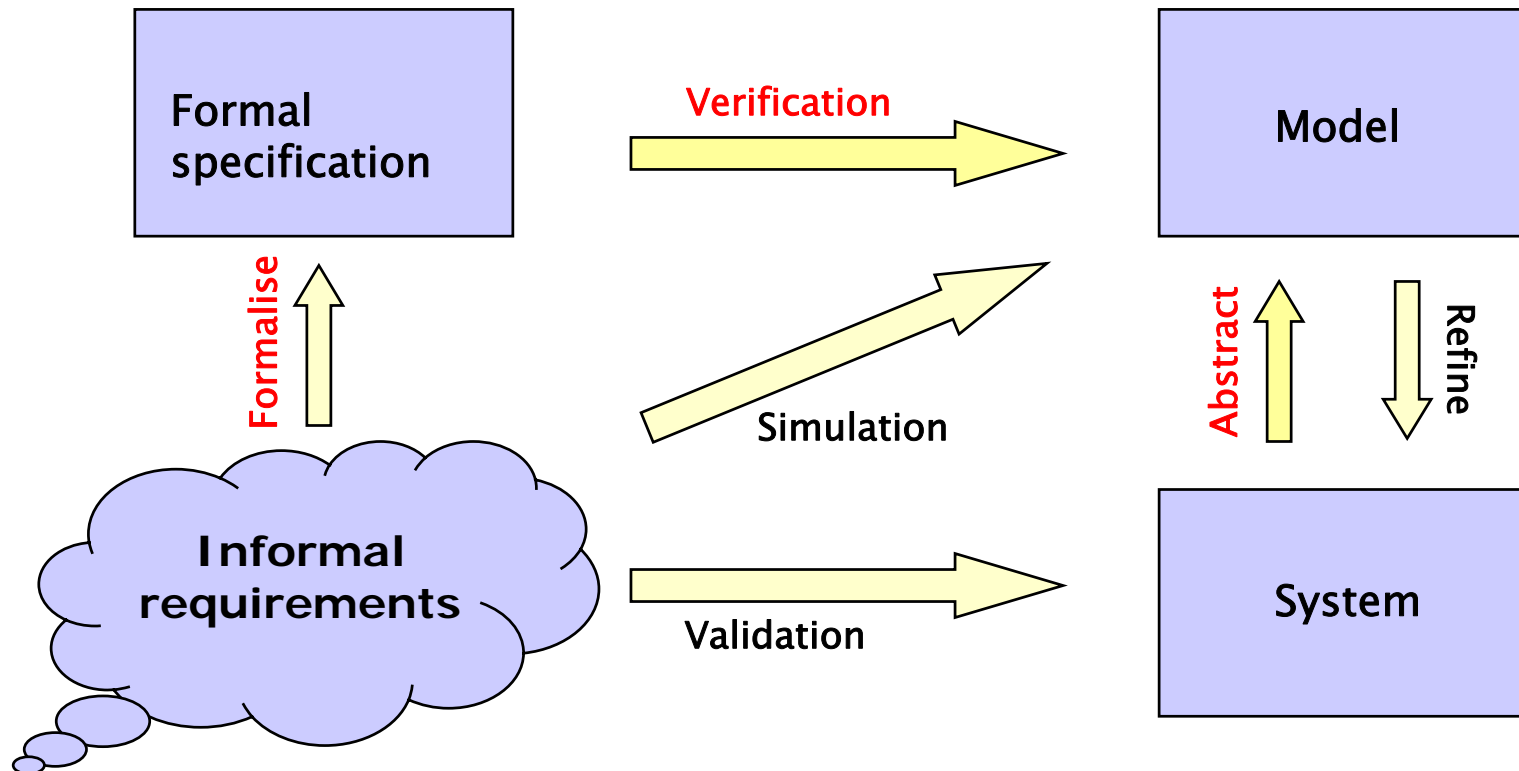 Formal
specification
Verification
Model
Formalise
Simulation
Abstract
Refine
Informal
requirements
Validation
System